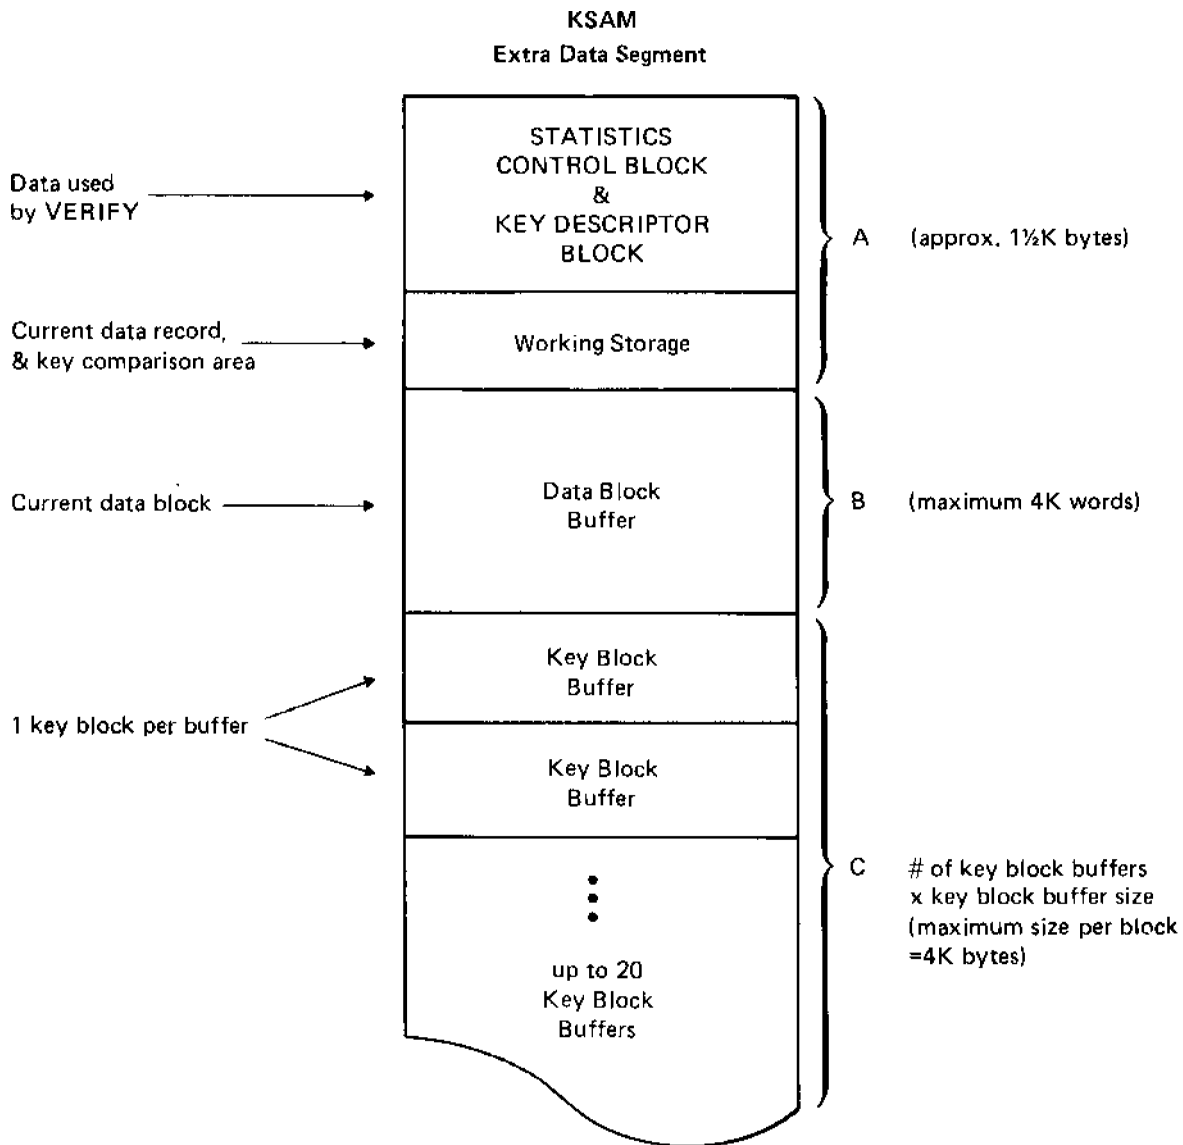 KSAM
Extra Data Segment
STATISTICS
CONTROL BLOCK
&
KEY DESCRIPTOR
BLOCK
Data used
by VERIFY
A (approx. 1½K bytes)
Current data record,
& key comparison area
Working Storage
Current data block
Data Block
Buffer
B (maximum 4K words)
Key Block
Buffer
1 key block per buffer
Key Block
Buffer
C # of key block buffers
x key block buffer size
(maximum size per block
=4K bytes)
up to 20
Key Block
Buffers